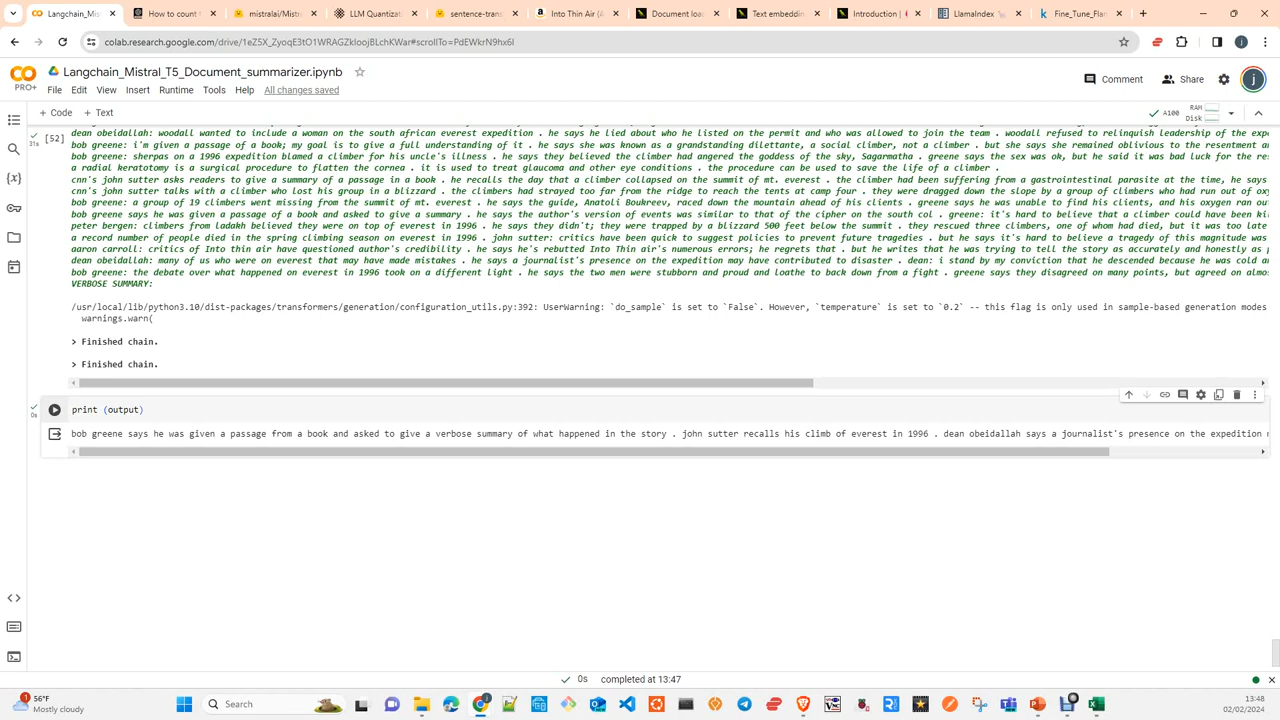 Langchain_Mis
How to count
mistralai/Mistr
LLM Quantizati
sentence-trans
Into Thin Air (A
Document loa
Text embeddin
Introduction |
LlamaIndex
Fine_Tune_Fla
colab.research.google.com/drive/1eZ5X_ZyoqE3tO1WRAGZkloojBLchKWar#scrollTo=PdEWkrN9hx6I
Langchain_Mistral_T5_Document_summarizer.ipynb
Comment
Share
j
PRO+
File Edit View Insert Runtime Tools Help All changes saved
+ Code + Text
A100
RAM
Disk
[52]
31s
dean obeidallah: woodall wanted to include a woman on the south african everest expedition . he says he lied about who he listed on the permit and who was allowed to join the team . woodall refused to relinquish leadership of the expe
bob greene: i'm given a passage of a book; my goal is to give a full understanding of it . he says she was known as a grandstanding dilettante, a social climber, not a climber . but she says she remained oblivious to the resentment an
bob greene: sherpas on a 1996 expedition blamed a climber for his uncle's illness . he says they believed the climber had angered the goddess of the sky, Sagarmatha . greene says the sex was ok, but he said it was bad luck for the res
a radial keratotomy is a surgical procedure to flatten the cornea . it is used to treat glaucoma and other eye conditions . the procedure can be used to save the life of a climber .
cnn's john sutter asks readers to give a summary of a passage in a book . he recalls the day that a climber collapsed on the summit of mt. everest . the climber had been suffering from a gastrointestinal parasite at the time, he says
cnn's john sutter talks with a climber who lost his group in a blizzard . the climbers had strayed too far from the ridge to reach the tents at camp four . they were dragged down the slope by a group of climbers who had run out of oxy
bob greene: a group of 19 climbers went missing from the summit of mt. everest . he says the guide, Anatoli Boukreev, raced down the mountain ahead of his clients . greene says he was unable to find his clients, and his oxygen ran out
bob greene says he was given a passage of a book and asked to give a summary . he says the author's version of events was similar to that of the cipher on the south col . greene: it's hard to believe that a climber could have been kil
peter bergen: climbers from ladakh believed they were on top of everest in 1996 . he says they didn't; they were trapped by a blizzard 500 feet below the summit . they rescued three climbers, one of whom had died, but it was too late
a record number of people died in the spring climbing season on everest in 1996 . john sutter: critics have been quick to suggest policies to prevent future tragedies . but he says it's hard to believe a tragedy of this magnitude was
aaron carroll: critics of Into thin air have questioned author's credibility . he says he's rebutted Into Thin air's numerous errors; he regrets that . but he writes that he was trying to tell the story as accurately and honestly as p
dean obeidallah: many of us who were on everest that may have made mistakes . he says a journalist's presence on the expedition may have contributed to disaster . dean: i stand by my conviction that he descended because he was cold an
bob greene: the debate over what happened on everest in 1996 took on a different light . he says the two men were stubborn and proud and loathe to back down from a fight . greene says they disagreed on many points, but agreed on almos
VERBOSE SUMMARY:
/usr/local/lib/python3.10/dist-packages/transformers/generation/configuration_utils.py:392: UserWarning: `do_sample` is set to `False`. However, `temperature` is set to `0.2` -- this flag is only used in sample-based generation modes
warnings.warn(
> Finished chain.
> Finished chain.
0s
print (output)
bob greene says he was given a passage from a book and asked to give a verbose summary of what happened in the story . john sutter recalls his climb of everest in 1996 . dean obeidallah says a journalist's presence on the expedition m
0s completed at 13:47
56°F
Mostly cloudy
Search
13:48
02/02/2024